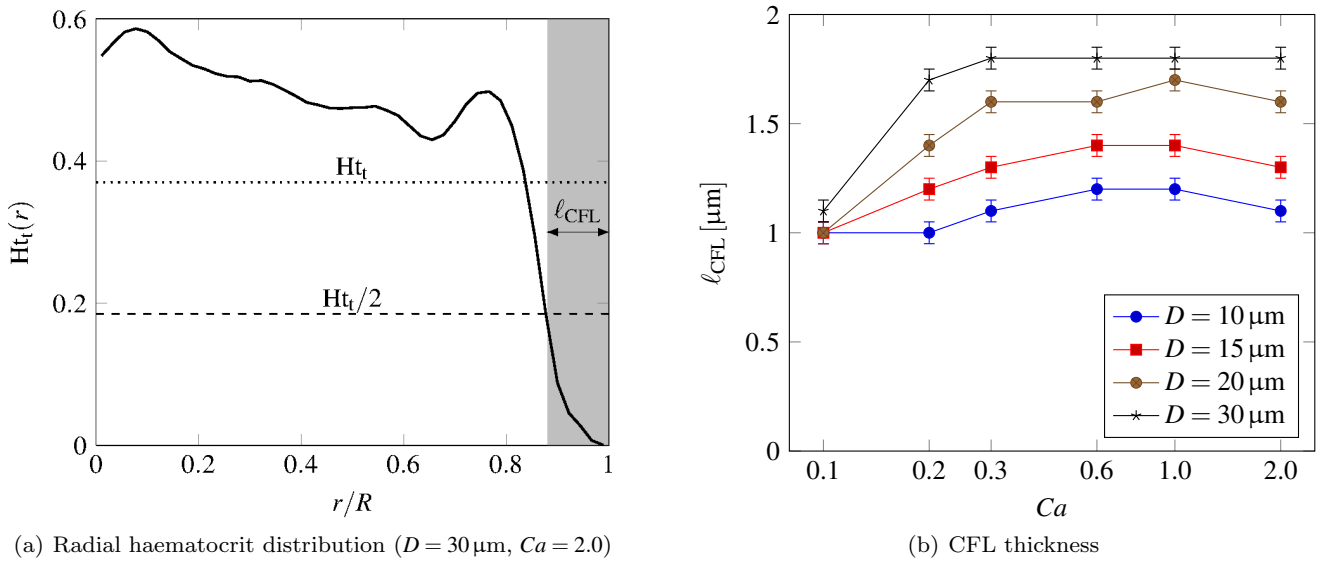 0.6
0.4
0.2
0
Ht_t(r)
Ht_t
ℓ_CFL
Ht_t/2
0 0.2 0.4 0.6 0.8 1
r/R
(a) Radial haematocrit distribution (D = 30 µm, Ca = 2.0)
2
1.5
1
0.5
0
ℓ_CFL [µm]
D = 10 µm
D = 15 µm
D = 20 µm
D = 30 µm
0.1 0.2 0.3 0.6 1.0 2.0
Ca
(b) CFL thickness